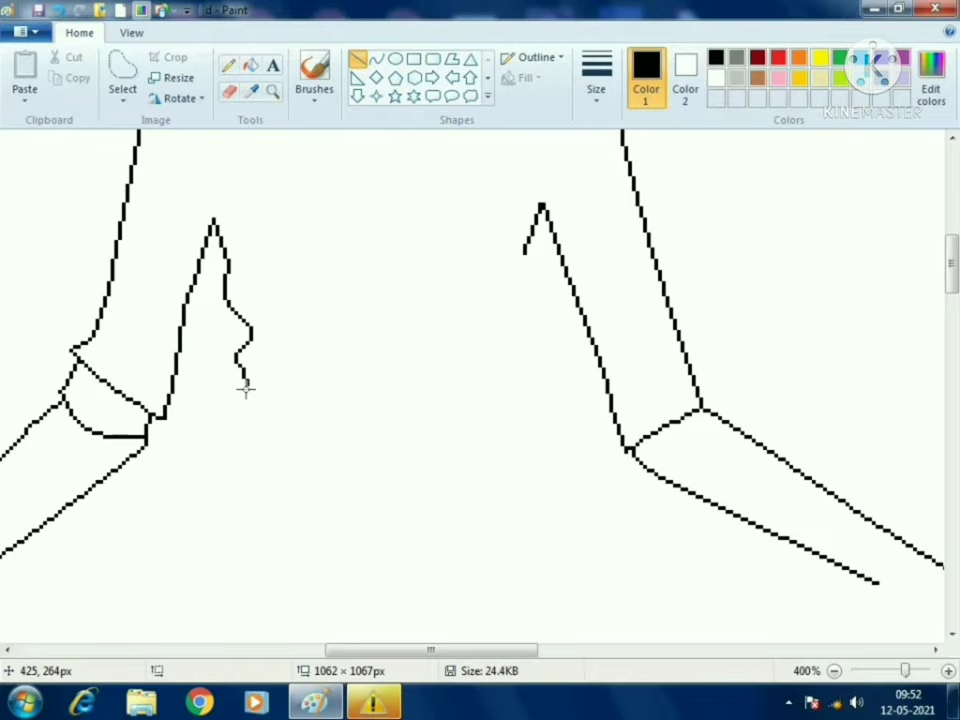 d - Paint
Home
View
Cut
Copy
Paste
Clipboard
Select
Crop
Resize
Rotate
Image
A
Tools
Brushes
Outline
Fill
Shapes
Size
Color
1
Color
2
Edit
colors
Colors
K
KINEMASTER
425, 264px
1062 × 1067px
Size: 24.4KB
400%
09:52
12-05-2021